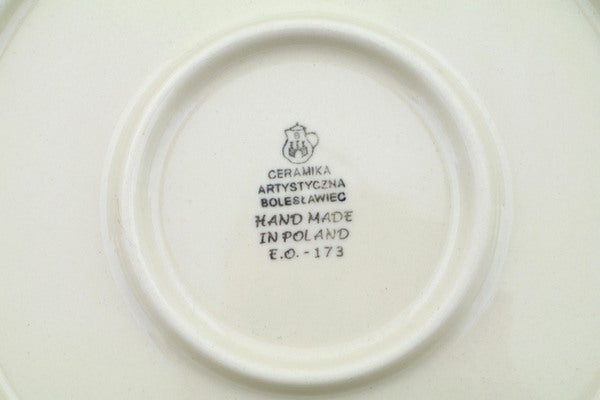 CERAMIKA
ARTYSTYCZNA
BOLESŁAWIEC
HAND MADE
IN POLAND
E.O. - 173